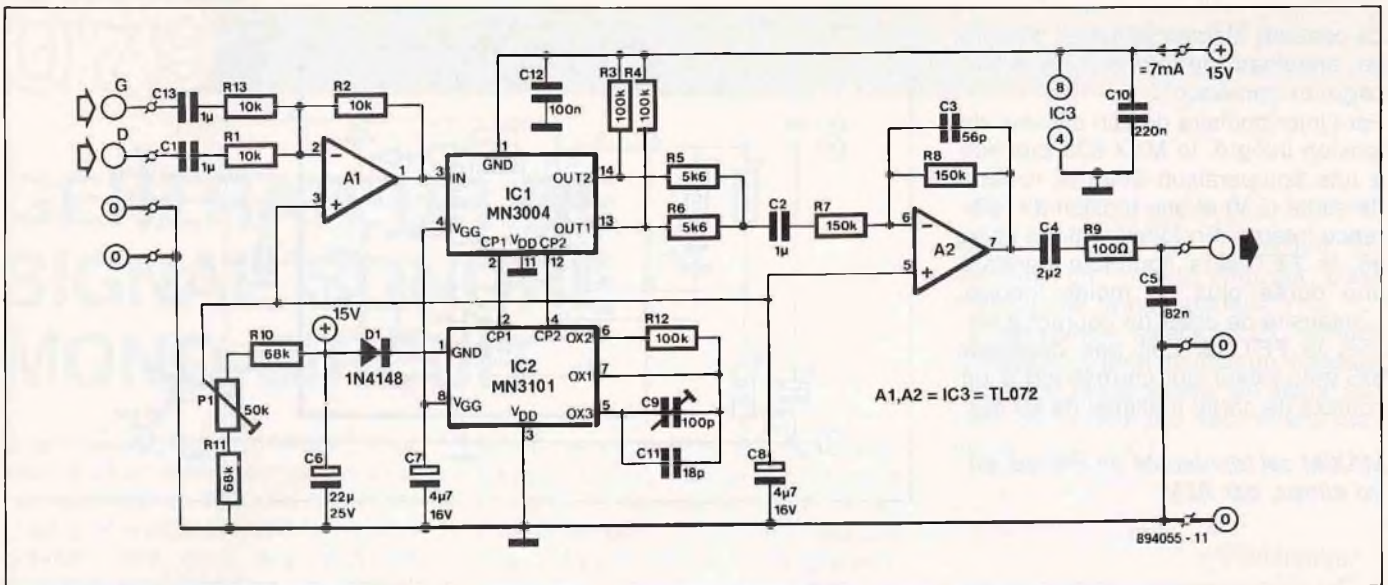 G
C13
1µ
R13
10k
R2
10k
D
C1
1µ
R1
10k
0
0
2
3
A1
1
C12
100n
R3
100k
R4
100k
1
GND
3
IN
4
VGG
IC1
MN3004
OUT2
14
OUT1
13
CP1
VDD
CP2
2
11
12
R5
5k6
R6
5k6
C2
1µ
R7
150k
C3
56p
R8
150k
6
5
A2
7
C4
2µ2
R9
100Ω
C5
82n
8
IC3
4
≈7mA
15V
C10
220n
R10
68k
P1
50k
R11
68k
15V
D1
1N4148
1
GND
8
VGG
IC2
MN3101
2
CP1
4
CP2
6
OX2
7
OX1
5
OX3
VDD
3
R12
100k
C9
100p
C11
18p
C6
22µ
25V
C7
4µ7
16V
C8
4µ7
16V
A1,A2 = IC3 = TL072
0
0
894055 - 11